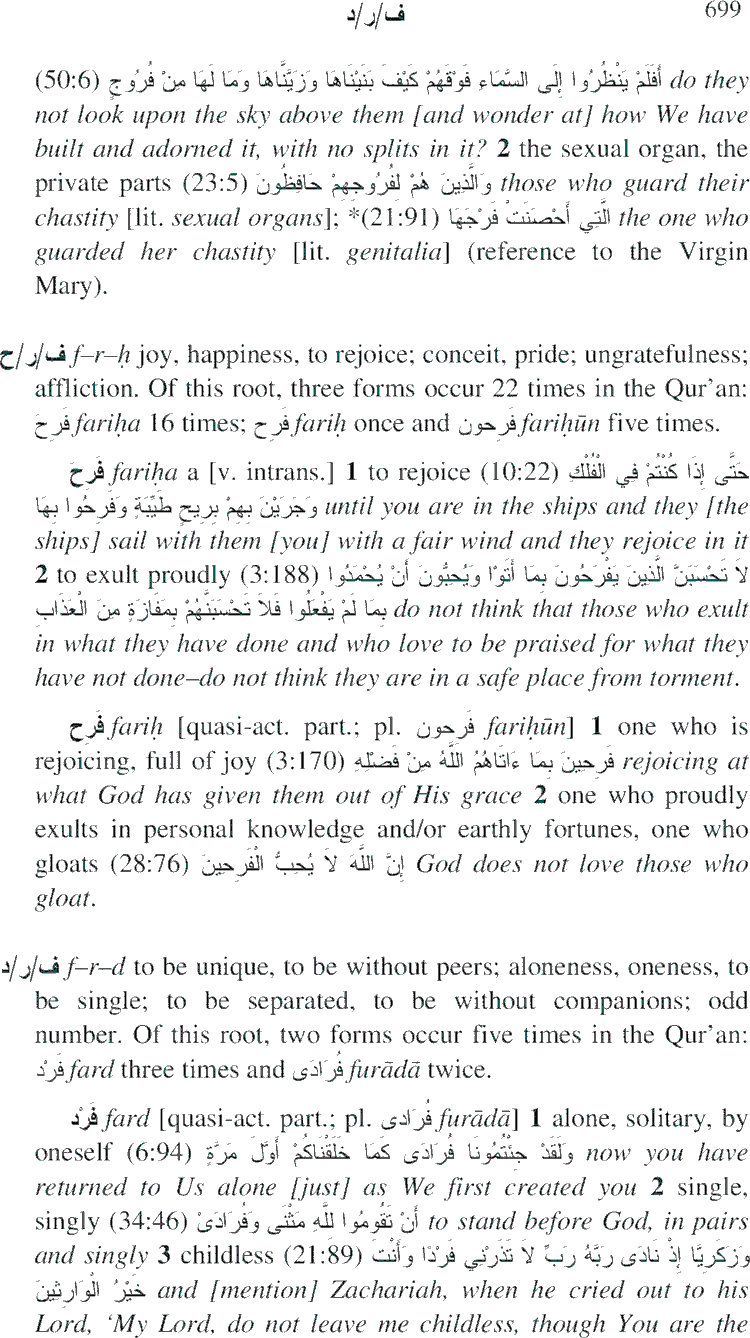 ف/ر/د 699
(50:6) أَفَلَمْ يَنْظُرُوا إِلَى السَّمَاءِ فَوْقَهُمْ كَيْفَ بَنَيْنَاهَا وَزَيَّنَّاهَا وَمَا لَهَا مِنْ فُرُوجٍ do they
not look upon the sky above them [and wonder at] how We have
built and adorned it, with no splits in it? 2 the sexual organ, the
private parts (23:5) وَالَّذِينَ هُمْ لِفُرُوجِهِمْ حَافِظُونَ those who guard their
chastity [lit. sexual organs]; *(21:91) الَّتِي أَحْصَنَتْ فَرْجَهَا the one who
guarded her chastity [lit. genitalia] (reference to the Virgin
Mary).
ف/ر/ح f–r–ḥ joy, happiness, to rejoice; conceit, pride; ungratefulness;
affliction. Of this root, three forms occur 22 times in the Qur'an:
فَرِحَ fariḥa 16 times; فَرِح fariḥ once and فَرِحون fariḥūn five times.
فَرِحَ fariḥa a [v. intrans.] 1 to rejoice (10:22) حَتَّى إِذَا كُنْتُمْ فِي الْفُلْكِ
وَجَرَيْنَ بِهِمْ بِرِيحٍ طَيِّبَةٍ وَفَرِحُوا بِهَا until you are in the ships and they [the
ships] sail with them [you] with a fair wind and they rejoice in it
2 to exult proudly (3:188) لاَ تَحْسَبَنَّ الَّذِينَ يَفْرَحُونَ بِمَا أَتَوْا وَيُحِبُّونَ أَنْ يُحْمَدُوا
بِمَا لَمْ يَفْعَلُوا فَلاَ تَحْسَبَنَّهُمْ بِمَفَازَةٍ مِنَ الْعَذَابِ do not think that those who exult
in what they have done and who love to be praised for what they
have not done–do not think they are in a safe place from torment.
فَرِح fariḥ [quasi-act. part.; pl. فَرِحون fariḥūn] 1 one who is
rejoicing, full of joy (3:170) فَرِحِينَ بِمَا ءَاتَاهُمُ اللَّهُ مِنْ فَضْلِهِ rejoicing at
what God has given them out of His grace 2 one who proudly
exults in personal knowledge and/or earthly fortunes, one who
gloats (28:76) إِنَّ اللَّهَ لاَ يُحِبُّ الْفَرِحِينَ God does not love those who
gloat.
ف/ر/د f–r–d to be unique, to be without peers; aloneness, oneness, to
be single; to be separated, to be without companions; odd
number. Of this root, two forms occur five times in the Qur'an:
فَرْد fard three times and فُرَادَى furādā twice.
فَرْد fard [quasi-act. part.; pl. فُرَادى furādā] 1 alone, solitary, by
oneself (6:94) وَلَقَدْ جِئْتُمُونَا فُرَادَى كَمَا خَلَقْنَاكُمْ أَوَّلَ مَرَّةٍ now you have
returned to Us alone [just] as We first created you 2 single,
singly (34:46) أَنْ تَقُومُوا لِلَّهِ مَثْنَى وَفُرَادَىْ to stand before God, in pairs
and singly 3 childless (21:89) وَزَكَرِيَّا إِذْ نَادَى رَبَّهُ رَبِّ لاَ تَذَرْنِي فَرْدًا وَأَنْتَ
خَيْرُ الْوَارِثِينَ and [mention] Zachariah, when he cried out to his
Lord, ‘My Lord, do not leave me childless, though You are the